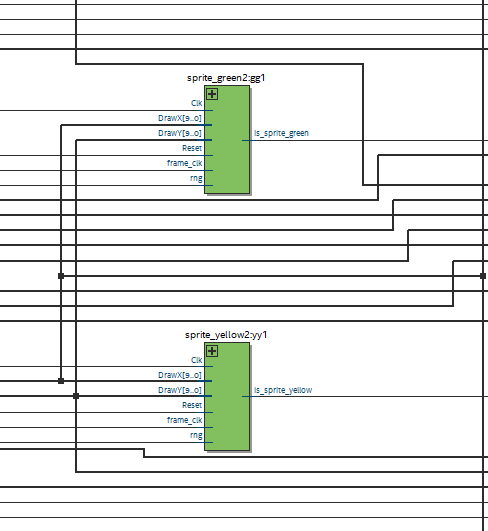 sprite_green2:gg1
Clk
DrawX[9..0]
DrawY[9..0]
is_sprite_green
Reset
frame_clk
rng
sprite_yellow2:yy1
Clk
DrawX[9..0]
DrawY[9..0]
is_sprite_yellow
Reset
frame_clk
rng